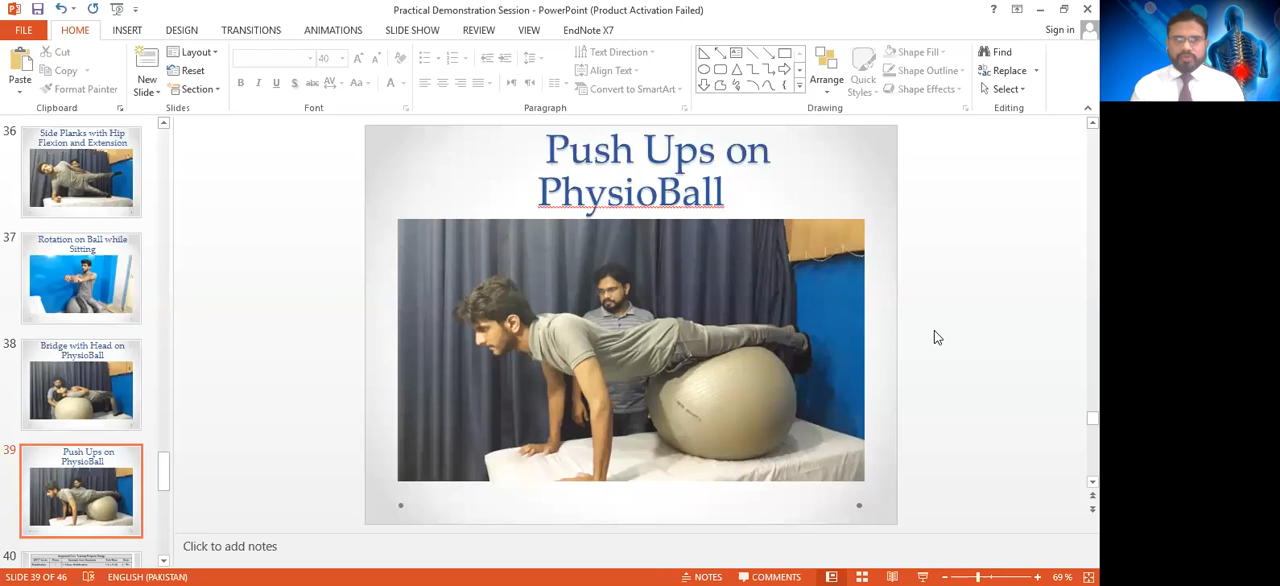 Practical Demonstration Session - PowerPoint (Product Activation Failed)
FILE HOME INSERT DESIGN TRANSITIONS ANIMATIONS SLIDE SHOW REVIEW VIEW EndNote X7 Sign in
Paste
Cut
Copy
Format Painter
Clipboard
New
Slide
Layout
Reset
Section
Slides
40
B I U S abc AV Aa A
Font
Text Direction
Align Text
Convert to SmartArt
Paragraph
Arrange
Quick
Styles
Shape Fill
Shape Outline
Shape Effects
Drawing
Find
Replace
Select
Editing
36
Side Planks with Hip
Flexion and Extension
37
Rotation on Ball while
Sitting
38
Bridge with Head on
PhysioBall
39
Push Ups on
PhysioBall
40
Push Ups on
PhysioBall
Click to add notes
SLIDE 39 OF 46 ENGLISH (PAKISTAN) NOTES COMMENTS 69 %